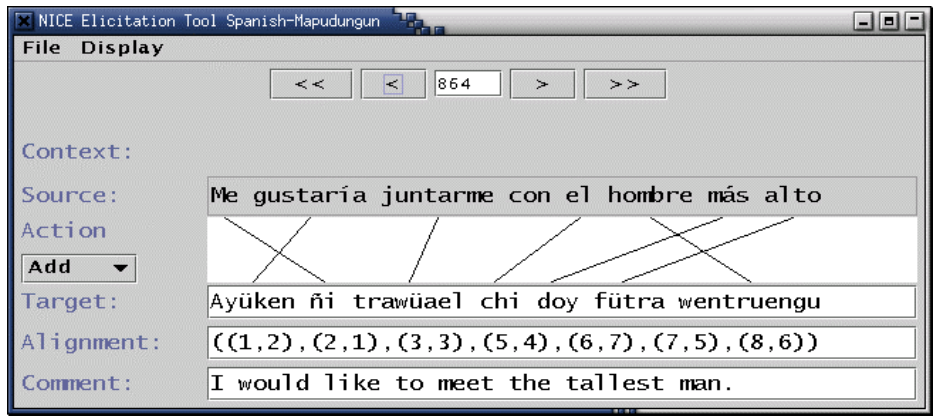 NICE Elicitation Tool Spanish-Mapudungun
File Display
<< < 864 > >>
Context:
Source: Me gustaría juntarme con el hombre más alto
Action
Add
Target: Ayüken ñi trawüael chi doy fütra wentruengu
Alignment: ((1,2),(2,1),(3,3),(5,4),(6,7),(7,5),(8,6))
Comment: I would like to meet the tallest man.